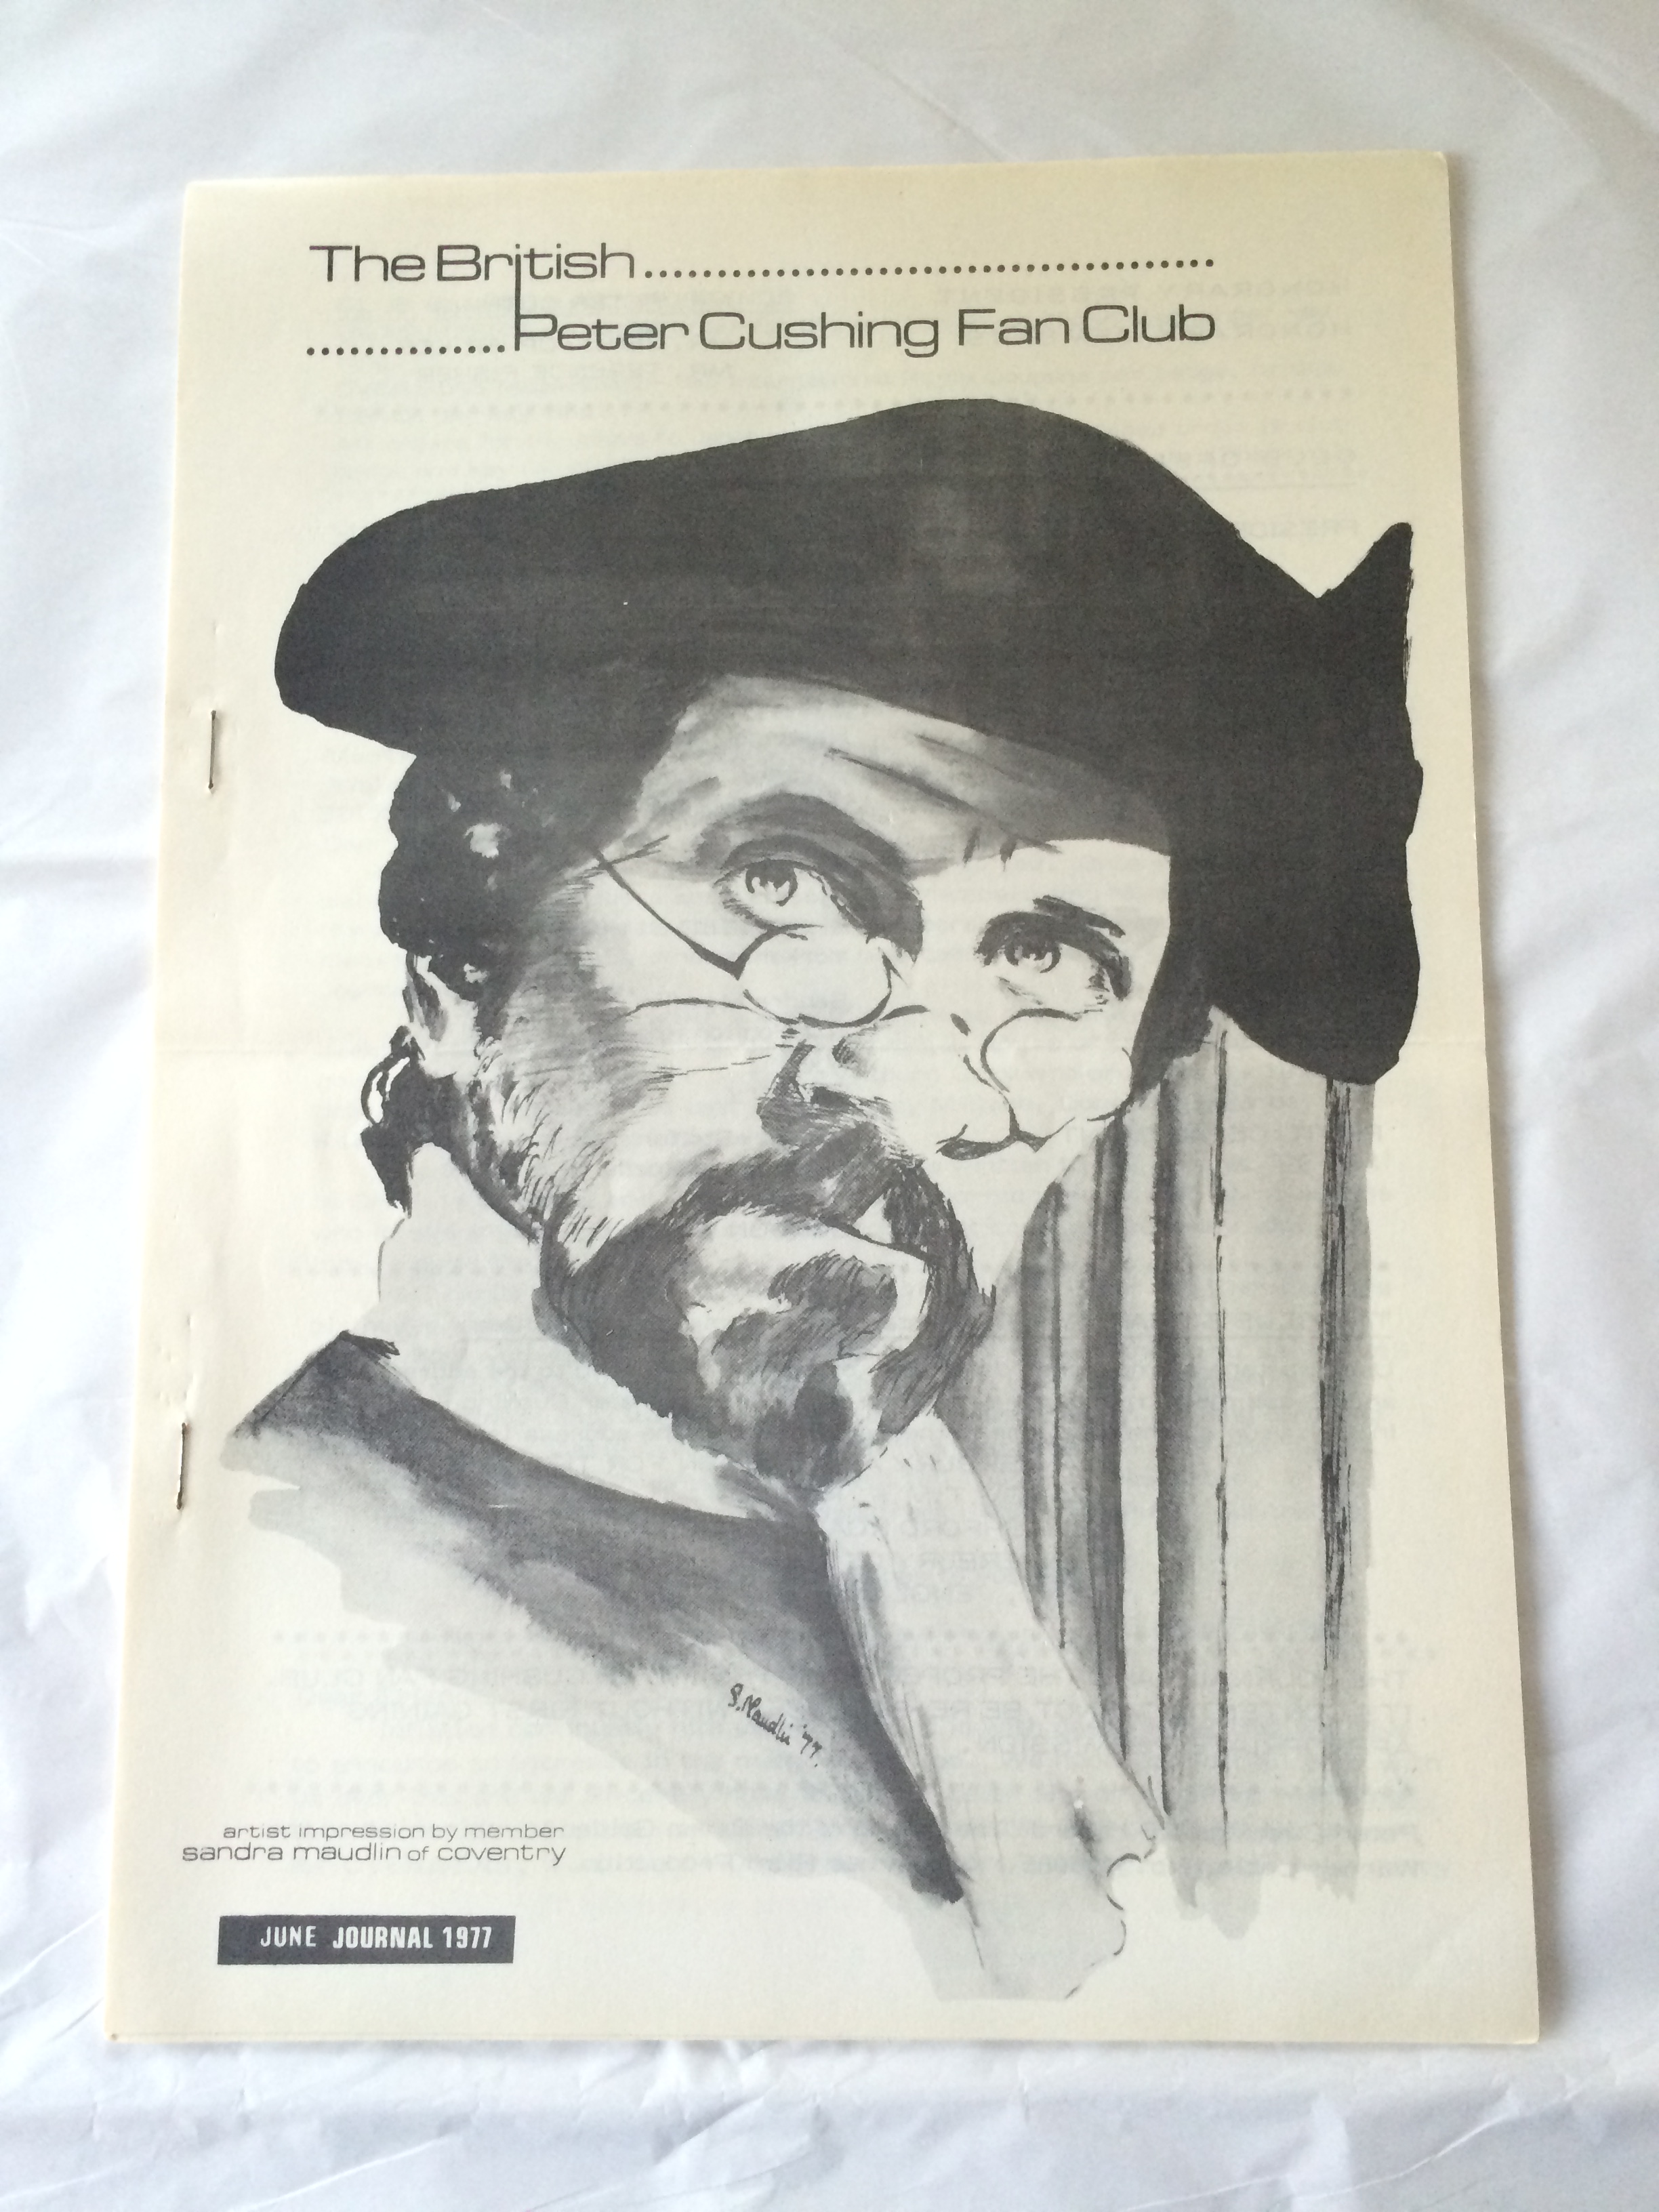 The British........................................
..............Peter Cushing Fan Club
S. Maudlin '77.
artist impression by member
sandra maudlin of coventry
JUNE JOURNAL 1977